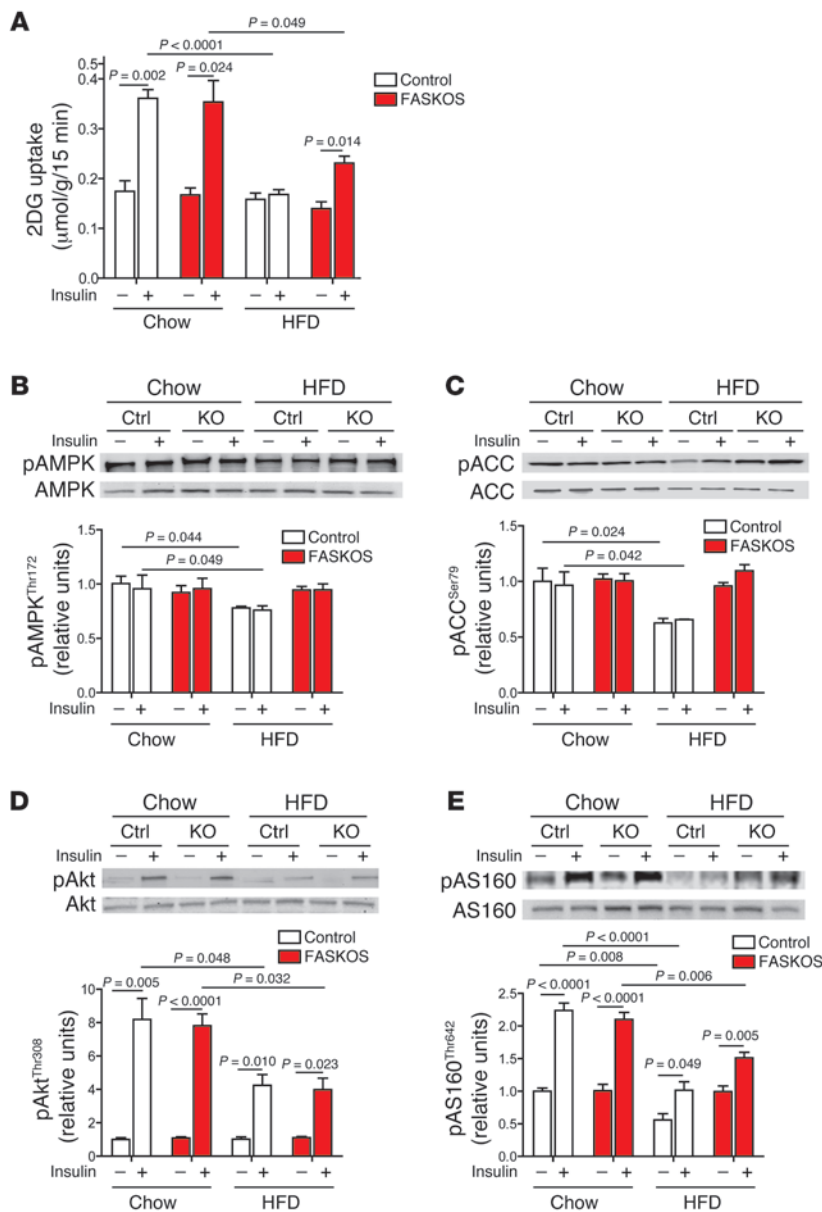 A
P = 0.049
P < 0.0001
P = 0.002
P = 0.024
P = 0.014
Control
FASKOS
2DG uptake
(μmol/g/15 min)
0.5
0.4
0.3
0.2
0.1
0.0
Insulin – + – + – + – +
Chow HFD
B
Chow HFD
Ctrl KO Ctrl KO
Insulin – + – + – + – +
pAMPK
AMPK
Control
FASKOS
P = 0.044
P = 0.049
pAMPK^Thr172
(relative units)
1.5
1.0
0.5
0.0
Insulin – + – + – + – +
Chow HFD
C
Chow HFD
Ctrl KO Ctrl KO
Insulin – + – + – + – +
pACC
ACC
Control
FASKOS
P = 0.024
P = 0.042
pACC^Ser79
(relative units)
1.5
1.0
0.5
0.0
Insulin – + – + – + – +
Chow HFD
D
Chow HFD
Ctrl KO Ctrl KO
Insulin – + – + – + – +
pAkt
Akt
Control
FASKOS
P = 0.048
P = 0.032
P = 0.005
P < 0.0001
P = 0.010
P = 0.023
pAkt^Thr308
(relative units)
10
8
6
4
2
0
Insulin – + – + – + – +
Chow HFD
E
Chow HFD
Ctrl KO Ctrl KO
Insulin – + – + – + – +
pAS160
AS160
Control
FASKOS
P < 0.0001
P = 0.008
P = 0.006
P <0.0001
P <0.0001
P = 0.049
P = 0.005
pAS160^Thr642
(relative units)
2.5
2.0
1.5
1.0
0.5
0.0
Insulin – + – + – + – +
Chow HFD